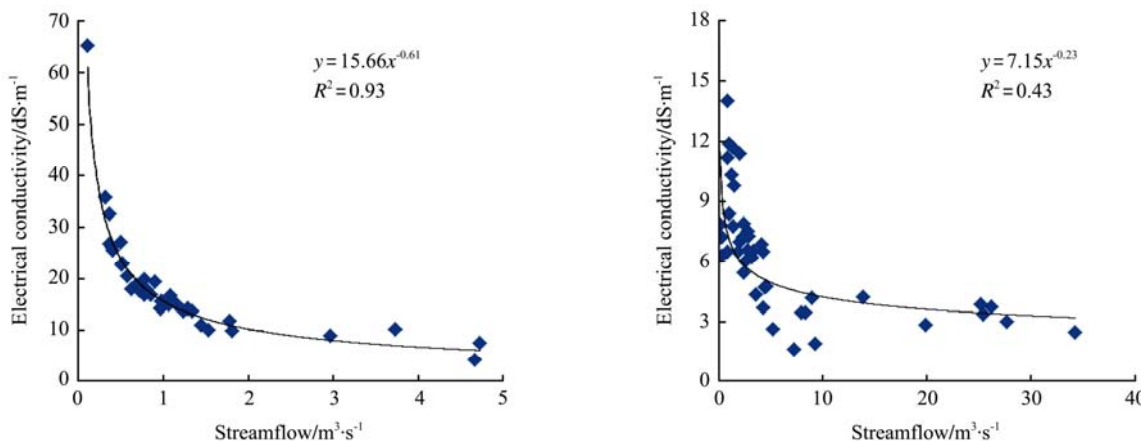 Electrical conductivity/dS·m⁻¹
70
60
50
40
30
20
10
0
y = 15.66x⁻⁰·⁶¹
R² = 0.93
0 1 2 3 4 5
Streamflow/m³·s⁻¹
Electrical conductivity/dS·m⁻¹
18
15
12
9
6
3
0
y = 7.15x⁻⁰·²³
R² = 0.43
0 10 20 30 40
Streamflow/m³·s⁻¹